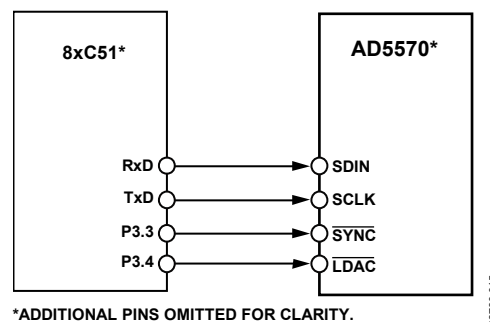 8xC51*
AD5570*
RxD
SDIN
TxD
SCLK
P3.3
SYNC
P3.4
LDAC
*ADDITIONAL PINS OMITTED FOR CLARITY.